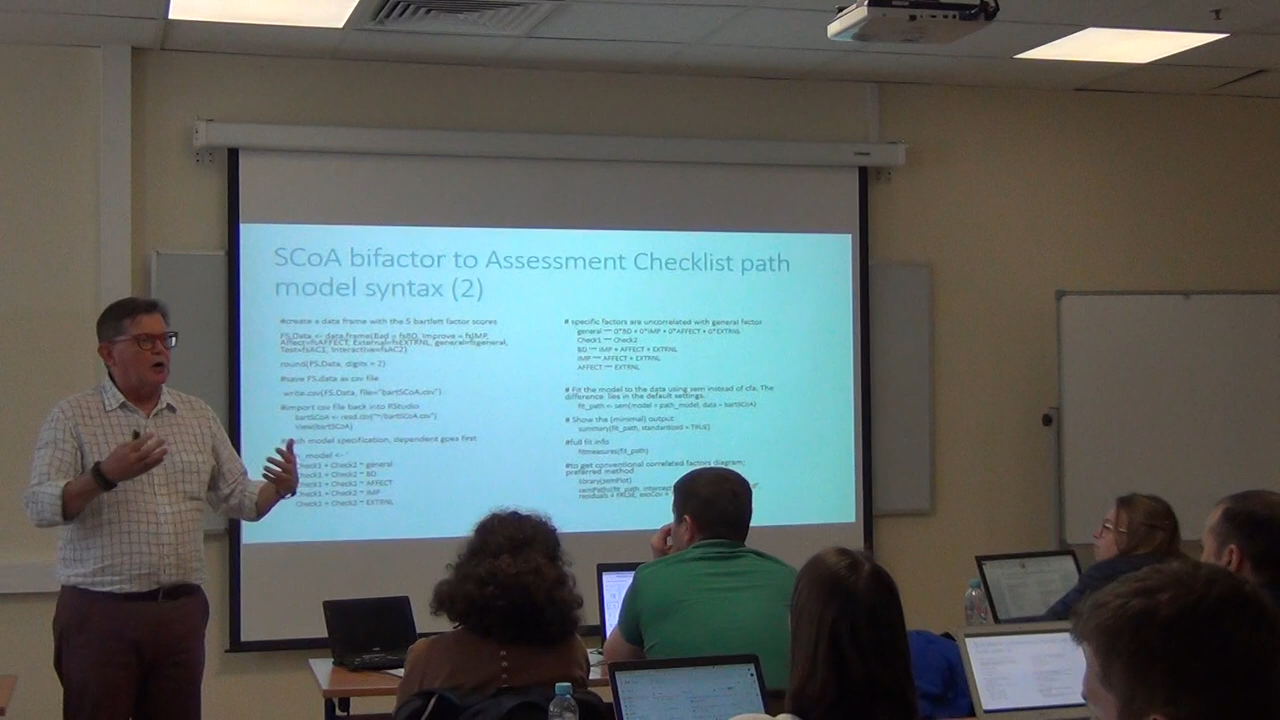 SCoA bifactor to Assessment Checklist path
model syntax (2)
#create a data frame with the 5 bartlett factor scores
FS.Data <- data.frame(Bad = fsBD, Improve = fsIMP,
Affect=fsAFFECT, External=fsEXTRNL, general=fsgeneral,
Test=fsAC1, Interactive=fsAC2)
round(FS.Data, digits = 2)
#save FS.data as csv file
write.csv(FS.Data, file="bartSCoA.csv")
#import csv file back into RStudio
bartSCoA <- read.csv("~/bartSCoA.csv")
View(bartSCoA)
model specification, dependent goes first
model <- '
Check1 + Check2 ~ general
Check1 + Check2 ~ BD
Check1 + Check2 ~ AFFECT
Check1 + Check2 ~ IMP
Check1 + Check2 ~ EXTRNL
# specific factors are uncorrelated with general factor
general ~~ 0*BD + 0*IMP + 0*AFFECT + 0*EXTRNL
Check1 ~~ Check2
BD ~~ IMP + AFFECT + EXTRNL
IMP ~~ AFFECT + EXTRNL
AFFECT ~~ EXTRNL
# Fit the model to the data using sem instead of cfa. The
difference lies in the default settings.
fit_path <- sem(model = path_model, data = bartSCoA)
# Show the (minimal) output
summary(fit_path, standardized = TRUE)
#full fit info
fitmeasures(fit_path)
#to get conventional correlated factors diagram;
preferred method
library(semPlot)
semPaths(fit_path, intercept
residuals = FALSE, exoCov =